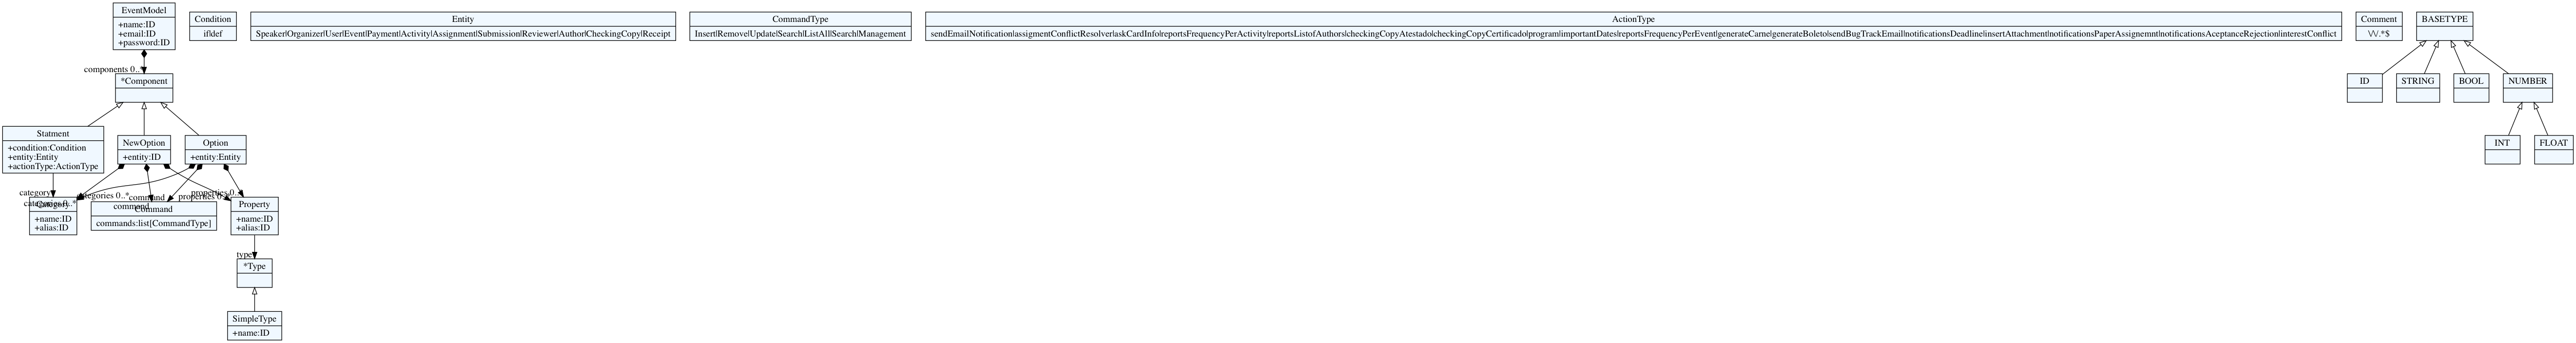 EventModel
+name:ID
+email:ID
+password:ID
Condition
if|def
Entity
Speaker|Organizer|User|Event|Payment|Activity|Assignment|Submission|Reviewer|Author|CheckingCopy|Receipt
CommandType
Insert|Remove|Update|Search|ListAll|Search|Management
ActionType
sendEmailNotification|assigmentConflictResolver|askCardInfo|reportsFrequencyPerActivity|reportsListofAuthors|checkingCopyAtestado|checkingCopyCertificado|program|importantDates|reportsFrequencyPerEvent|generateCarne|generateBoleto|sendBugTrackEmail|notificationsDeadline|insertAttachment|notificationsPaperAssignemnt|notificationsAceptanceRejection|interestConflict
Comment
\/\/.*$
BASETYPE
components 0..*
*Component
ID
STRING
BOOL
NUMBER
Statment
+condition:Condition
+entity:Entity
+actionType:ActionType
NewOption
+entity:ID
Option
+entity:Entity
INT
FLOAT
category
categories 0..*
categories 0..*
command
command
properties 0..*
properties 0..*
Category
+name:ID
+alias:ID
Command
commands:list[CommandType]
Property
+name:ID
+alias:ID
type
*Type
SimpleType
+name:ID